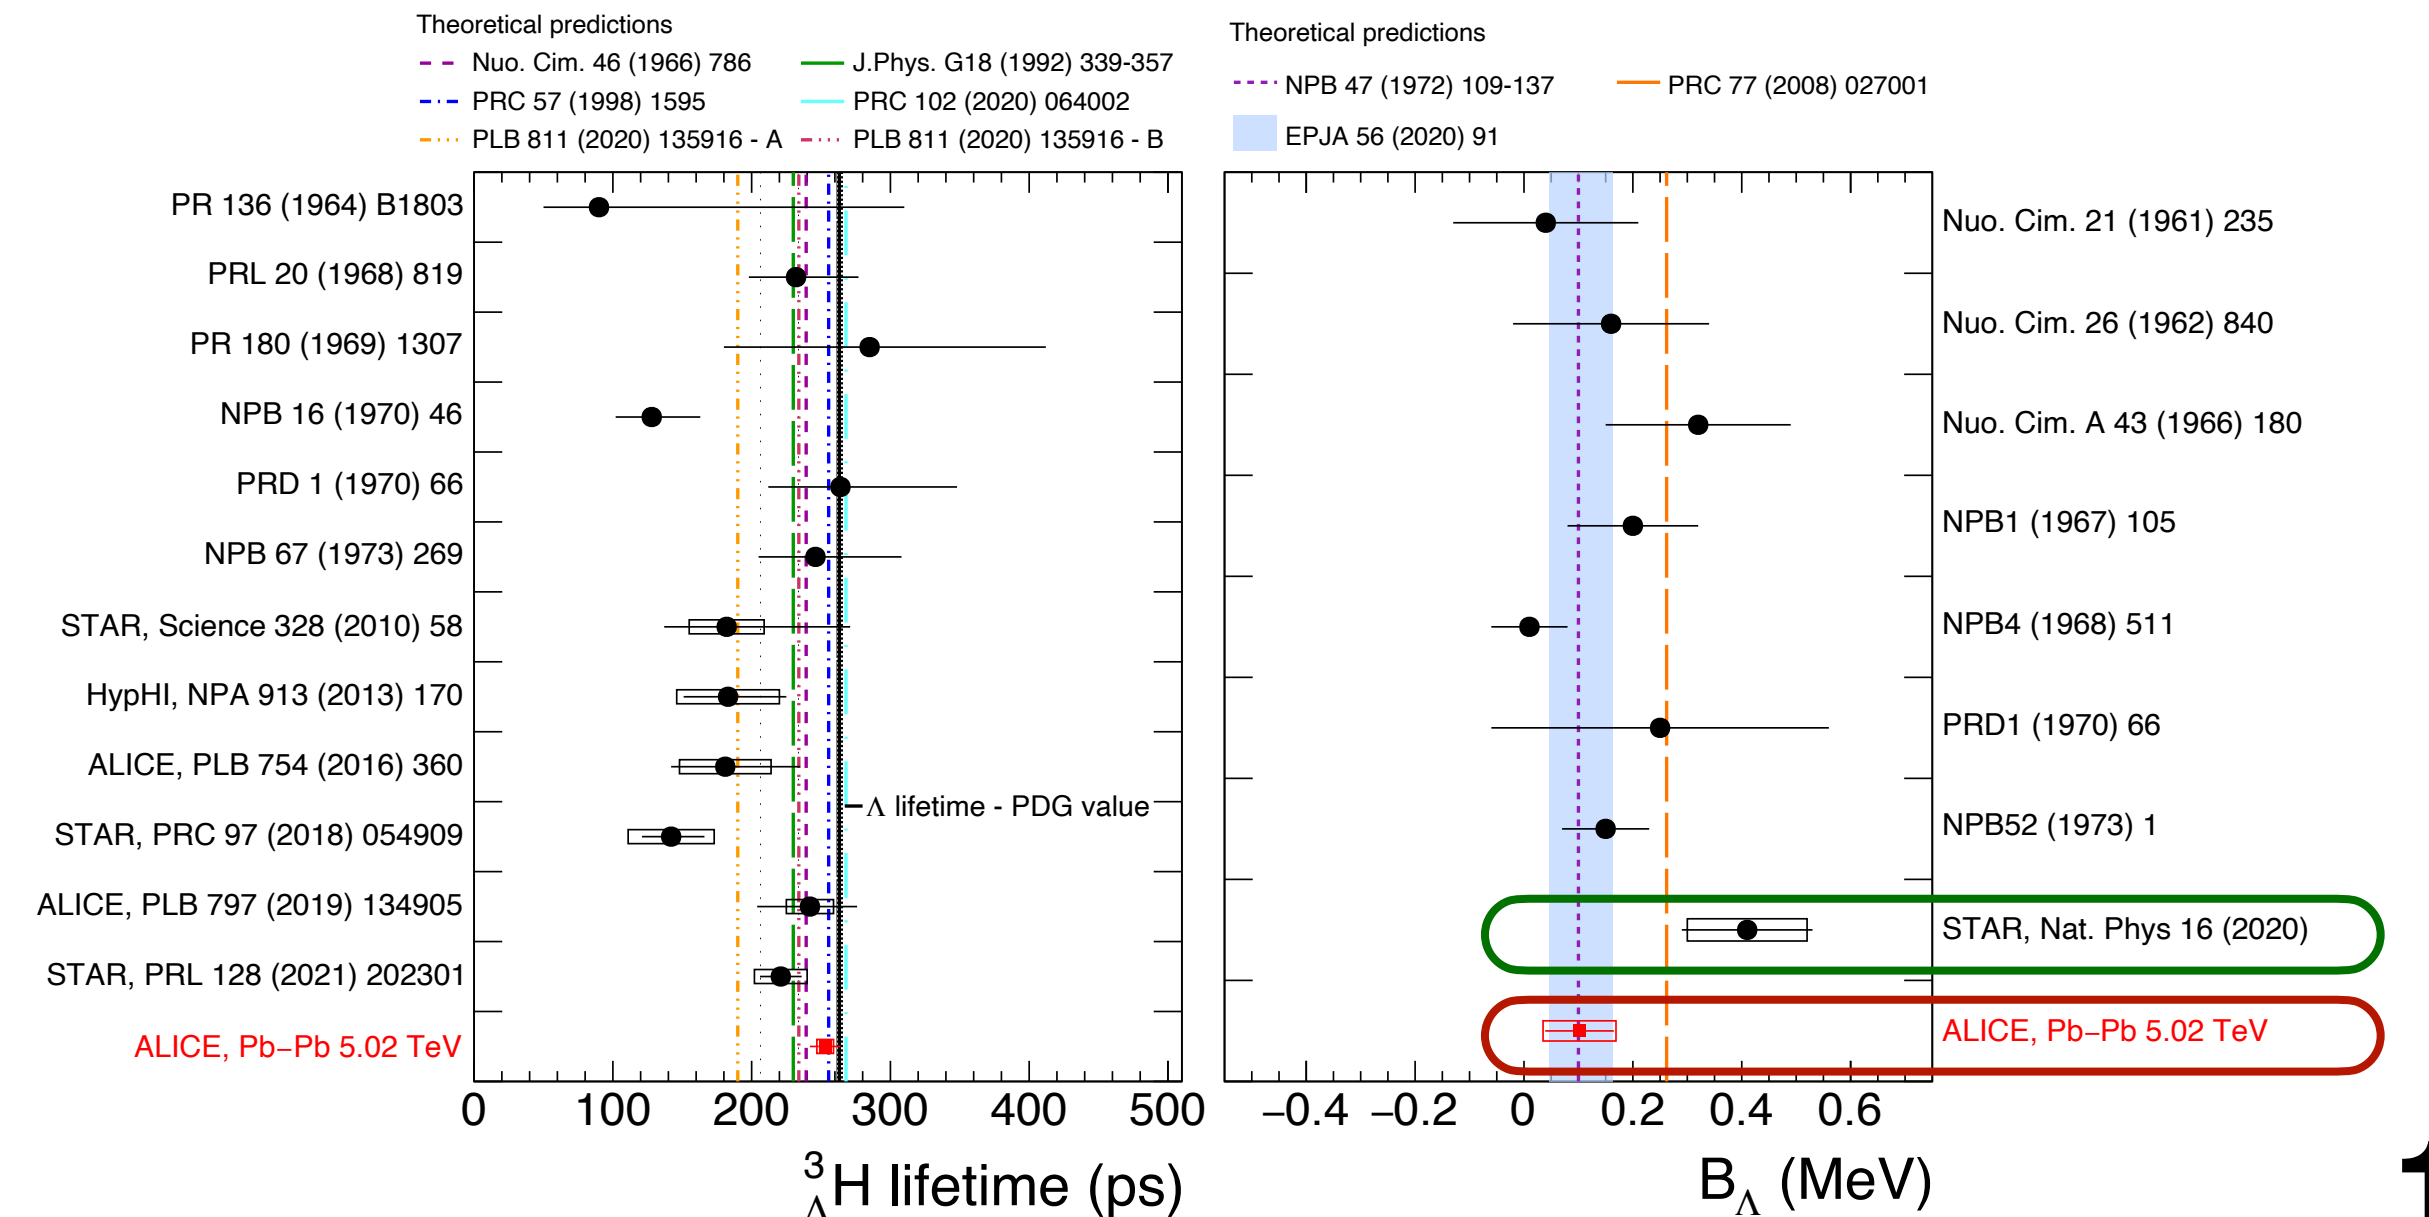 Theoretical predictions
Nuo. Cim. 46 (1966) 786
J.Phys. G18 (1992) 339-357
PRC 57 (1998) 1595
PRC 102 (2020) 064002
PLB 811 (2020) 135916 - A
PLB 811 (2020) 135916 - B
PR 136 (1964) B1803
PRL 20 (1968) 819
PR 180 (1969) 1307
NPB 16 (1970) 46
PRD 1 (1970) 66
NPB 67 (1973) 269
STAR, Science 328 (2010) 58
HypHI, NPA 913 (2013) 170
ALICE, PLB 754 (2016) 360
STAR, PRC 97 (2018) 054909
ALICE, PLB 797 (2019) 134905
STAR, PRL 128 (2021) 202301
ALICE, Pb−Pb 5.02 TeV
Λ lifetime - PDG value
0 100 200 300 400 500
³ΛH lifetime (ps)
Theoretical predictions
NPB 47 (1972) 109-137
PRC 77 (2008) 027001
EPJA 56 (2020) 91
Nuo. Cim. 21 (1961) 235
Nuo. Cim. 26 (1962) 840
Nuo. Cim. A 43 (1966) 180
NPB1 (1967) 105
NPB4 (1968) 511
PRD1 (1970) 66
NPB52 (1973) 1
STAR, Nat. Phys 16 (2020)
ALICE, Pb−Pb 5.02 TeV
−0.4 −0.2 0 0.2 0.4 0.6
BΛ (MeV)